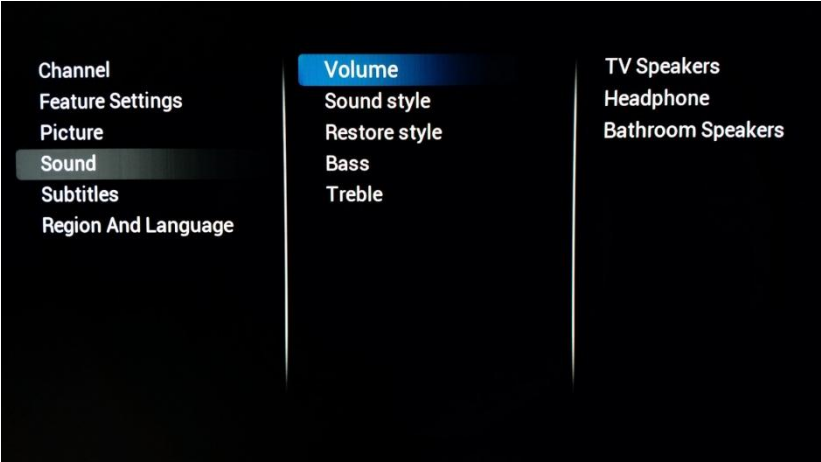 Channel
Feature Settings
Picture
Sound
Subtitles
Region And Language
Volume
Sound style
Restore style
Bass
Treble
TV Speakers
Headphone
Bathroom Speakers